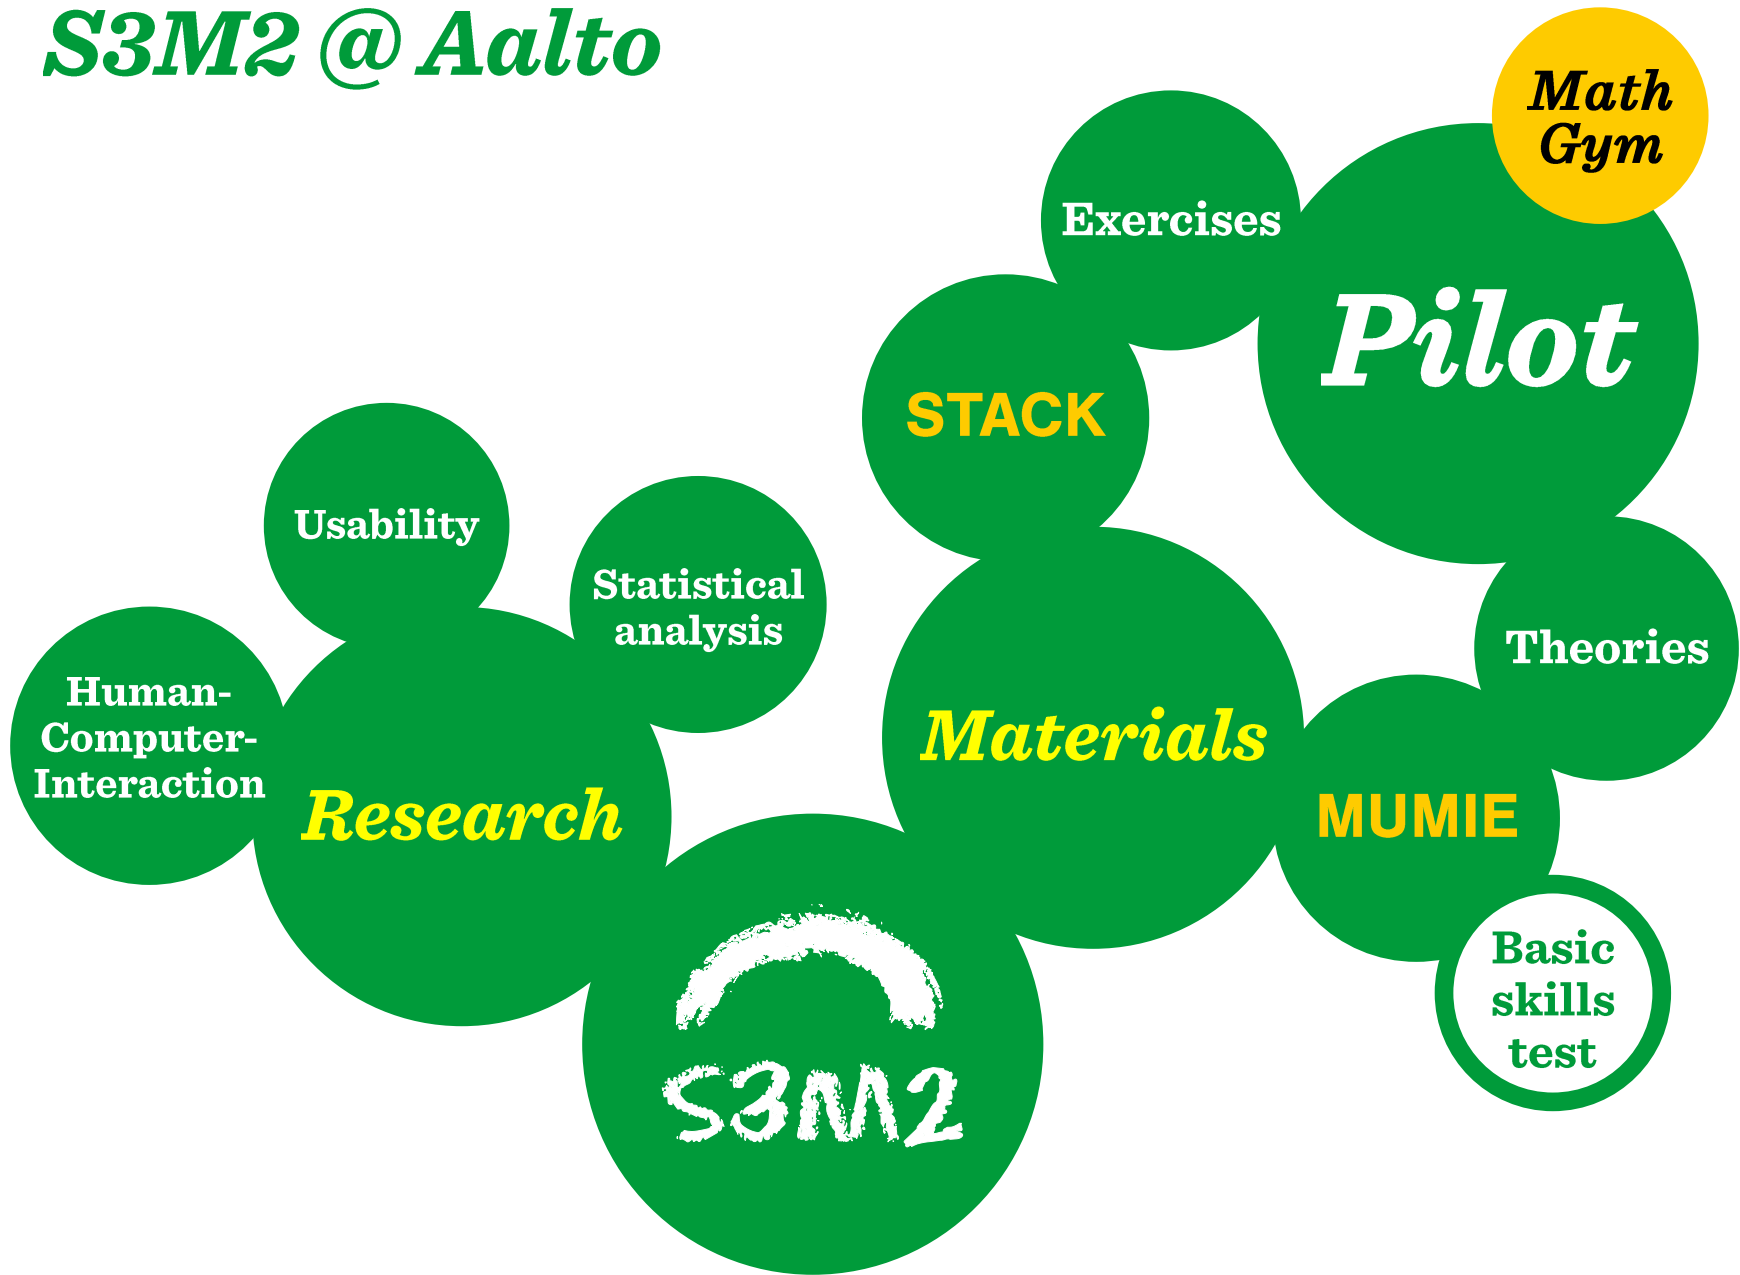 S3M2 @ Aalto
Math
Gym
Exercises
Pilot
STACK
Usability
Statistical
analysis
Theories
Human-
Computer-
Interaction
Materials
Research
MUMIE
Basic
skills
test
S3M2